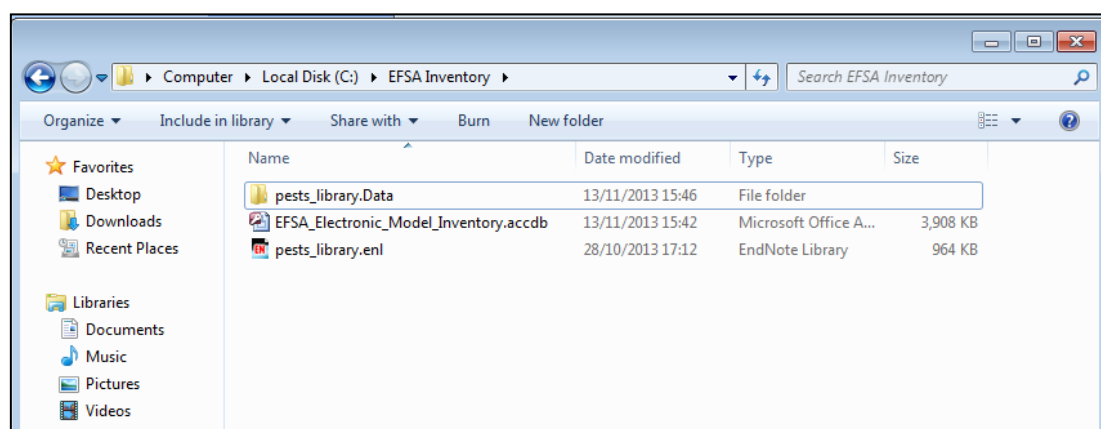 Computer Local Disk (C:) EFSA Inventory Search EFSA Inventory
Organize Include in library Share with Burn New folder
Favorites
Desktop
Downloads
Recent Places
Libraries
Documents
Music
Pictures
Videos
Name Date modified Type Size
pests_library.Data 13/11/2013 15:46 File folder
EFSA_Electronic_Model_Inventory.accdb 13/11/2013 15:42 Microsoft Office A... 3,908 KB
EN pests_library.enl 28/10/2013 17:12 EndNote Library 964 KB